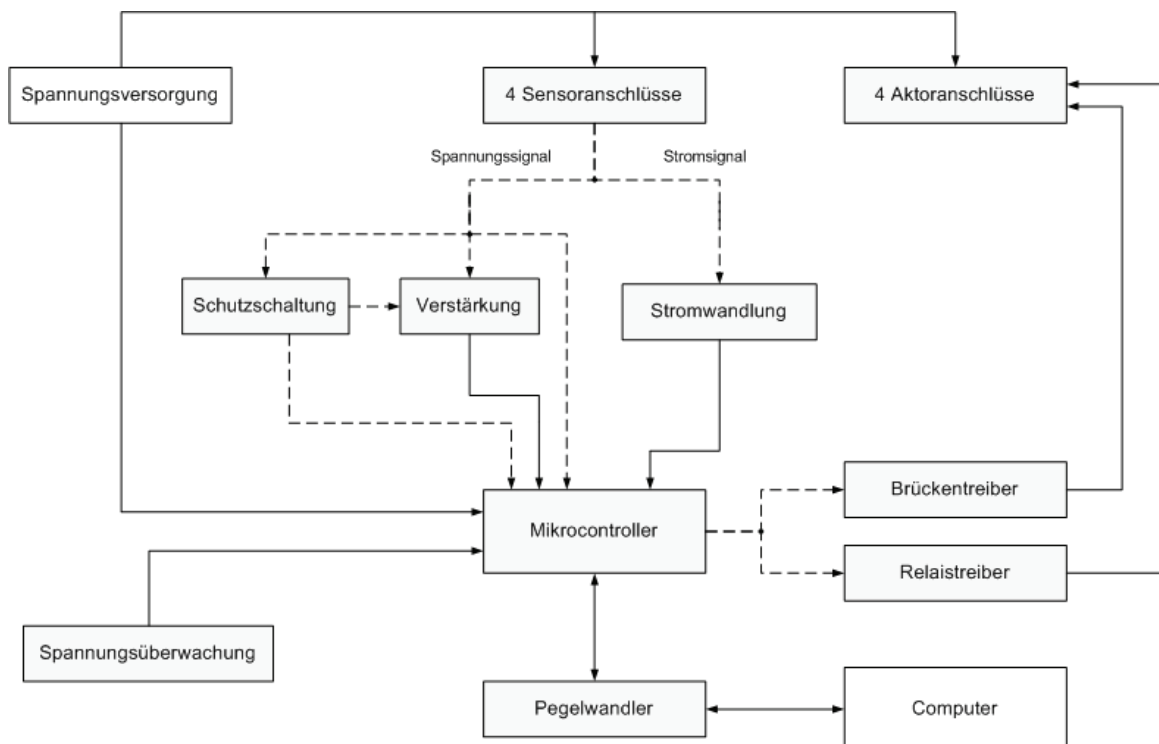 Spannungsversorgung
4 Sensoranschlüsse
4 Aktoranschlüsse
Spannungssignal
Stromsignal
Schutzschaltung
Verstärkung
Stromwandlung
Brückentreiber
Mikrocontroller
Relaistreiber
Spannungsüberwachung
Pegelwandler
Computer